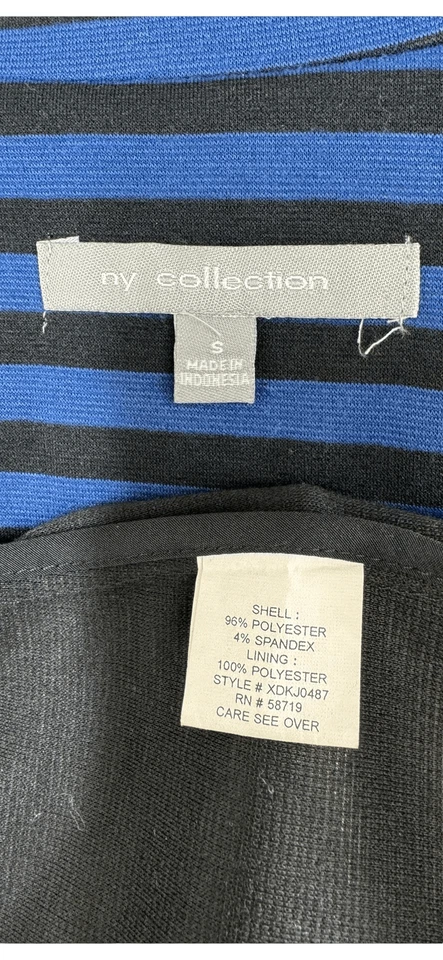 ny collection
S
MADE IN
INDONESIA
SHELL :
96% POLYESTER
4% SPANDEX
LINING :
100% POLYESTER
STYLE # XDKJ0487
RN # 58719
CARE SEE OVER